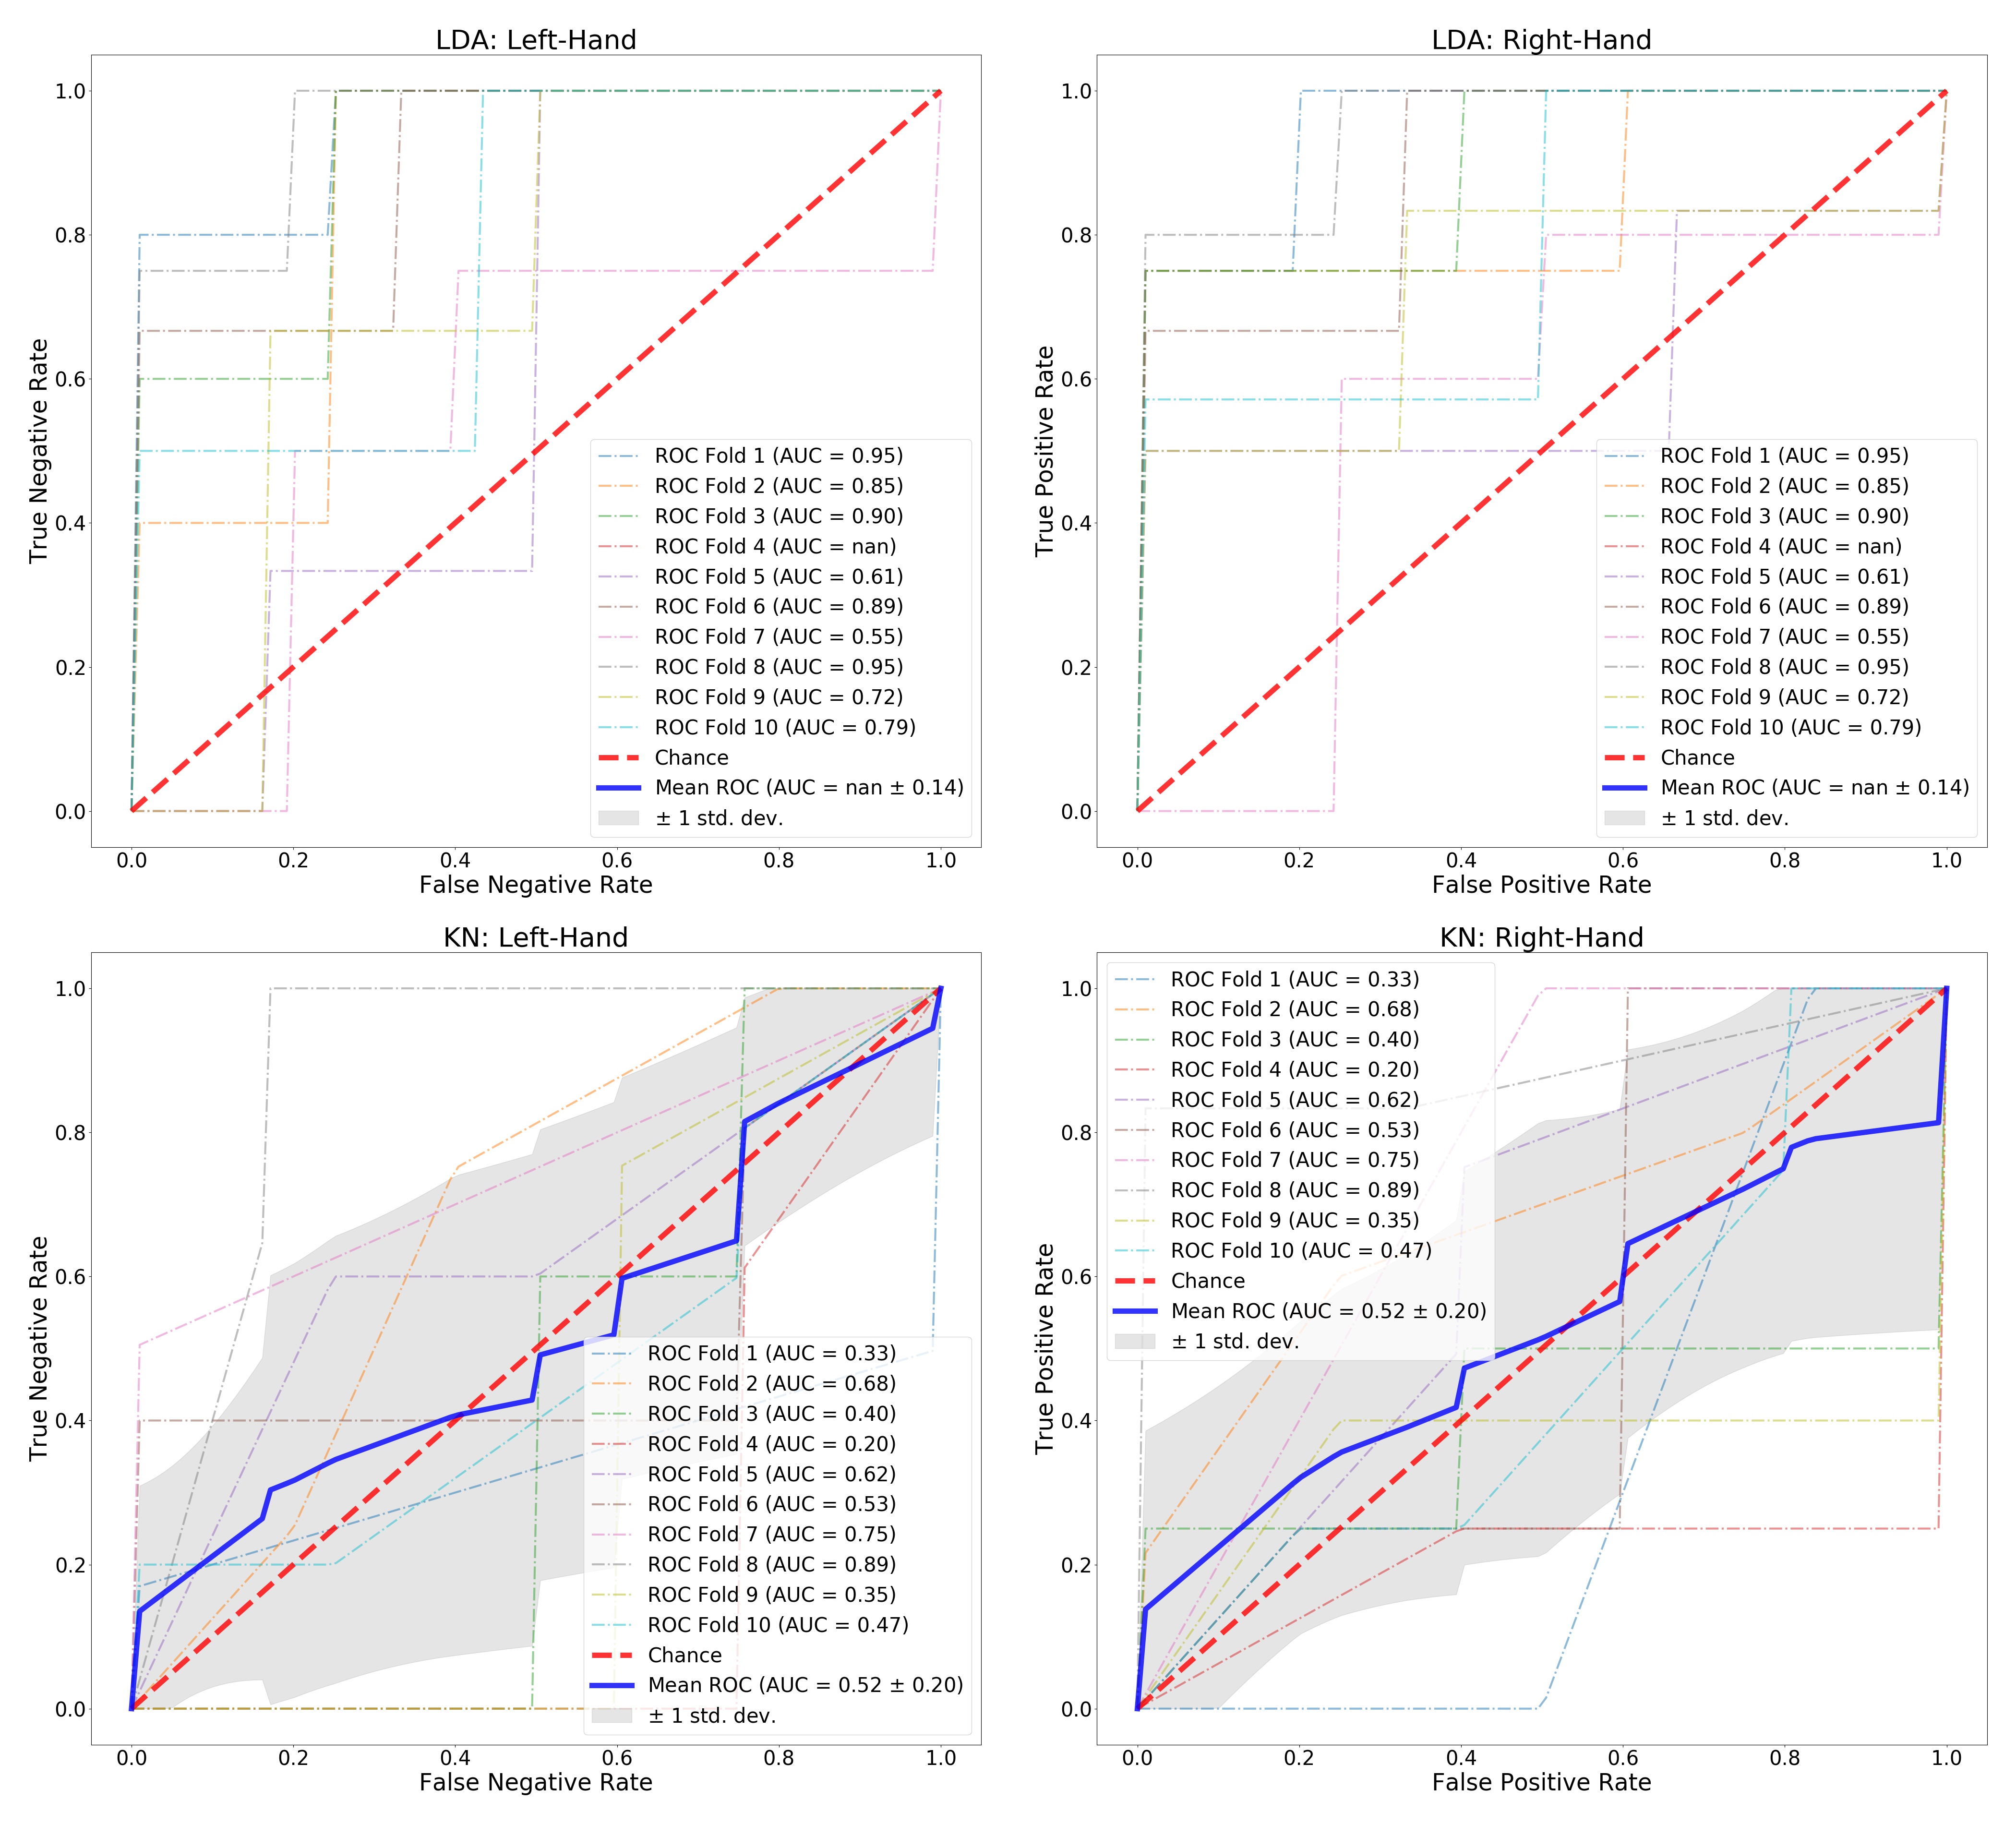 LDA: Left-Hand
True Negative Rate
1.0
0.8
0.6
0.4
0.2
0.0
ROC Fold 1 (AUC = 0.95)
ROC Fold 2 (AUC = 0.85)
ROC Fold 3 (AUC = 0.90)
ROC Fold 4 (AUC = nan)
ROC Fold 5 (AUC = 0.61)
ROC Fold 6 (AUC = 0.89)
ROC Fold 7 (AUC = 0.55)
ROC Fold 8 (AUC = 0.95)
ROC Fold 9 (AUC = 0.72)
ROC Fold 10 (AUC = 0.79)
Chance
Mean ROC (AUC = nan ± 0.14)
± 1 std. dev.
0.0 0.2 0.4 0.6 0.8 1.0
False Negative Rate
LDA: Right-Hand
True Positive Rate
1.0
0.8
0.6
0.4
0.2
0.0
ROC Fold 1 (AUC = 0.95)
ROC Fold 2 (AUC = 0.85)
ROC Fold 3 (AUC = 0.90)
ROC Fold 4 (AUC = nan)
ROC Fold 5 (AUC = 0.61)
ROC Fold 6 (AUC = 0.89)
ROC Fold 7 (AUC = 0.55)
ROC Fold 8 (AUC = 0.95)
ROC Fold 9 (AUC = 0.72)
ROC Fold 10 (AUC = 0.79)
Chance
Mean ROC (AUC = nan ± 0.14)
± 1 std. dev.
0.0 0.2 0.4 0.6 0.8 1.0
False Positive Rate
KN: Left-Hand
True Negative Rate
1.0
0.8
0.6
0.4
0.2
0.0
ROC Fold 1 (AUC = 0.33)
ROC Fold 2 (AUC = 0.68)
ROC Fold 3 (AUC = 0.40)
ROC Fold 4 (AUC = 0.20)
ROC Fold 5 (AUC = 0.62)
ROC Fold 6 (AUC = 0.53)
ROC Fold 7 (AUC = 0.75)
ROC Fold 8 (AUC = 0.89)
ROC Fold 9 (AUC = 0.35)
ROC Fold 10 (AUC = 0.47)
Chance
Mean ROC (AUC = 0.52 ± 0.20)
± 1 std. dev.
0.0 0.2 0.4 0.6 0.8 1.0
False Negative Rate
KN: Right-Hand
True Positive Rate
1.0
0.8
0.6
0.4
0.2
0.0
ROC Fold 1 (AUC = 0.33)
ROC Fold 2 (AUC = 0.68)
ROC Fold 3 (AUC = 0.40)
ROC Fold 4 (AUC = 0.20)
ROC Fold 5 (AUC = 0.62)
ROC Fold 6 (AUC = 0.53)
ROC Fold 7 (AUC = 0.75)
ROC Fold 8 (AUC = 0.89)
ROC Fold 9 (AUC = 0.35)
ROC Fold 10 (AUC = 0.47)
Chance
Mean ROC (AUC = 0.52 ± 0.20)
± 1 std. dev.
0.0 0.2 0.4 0.6 0.8 1.0
False Positive Rate